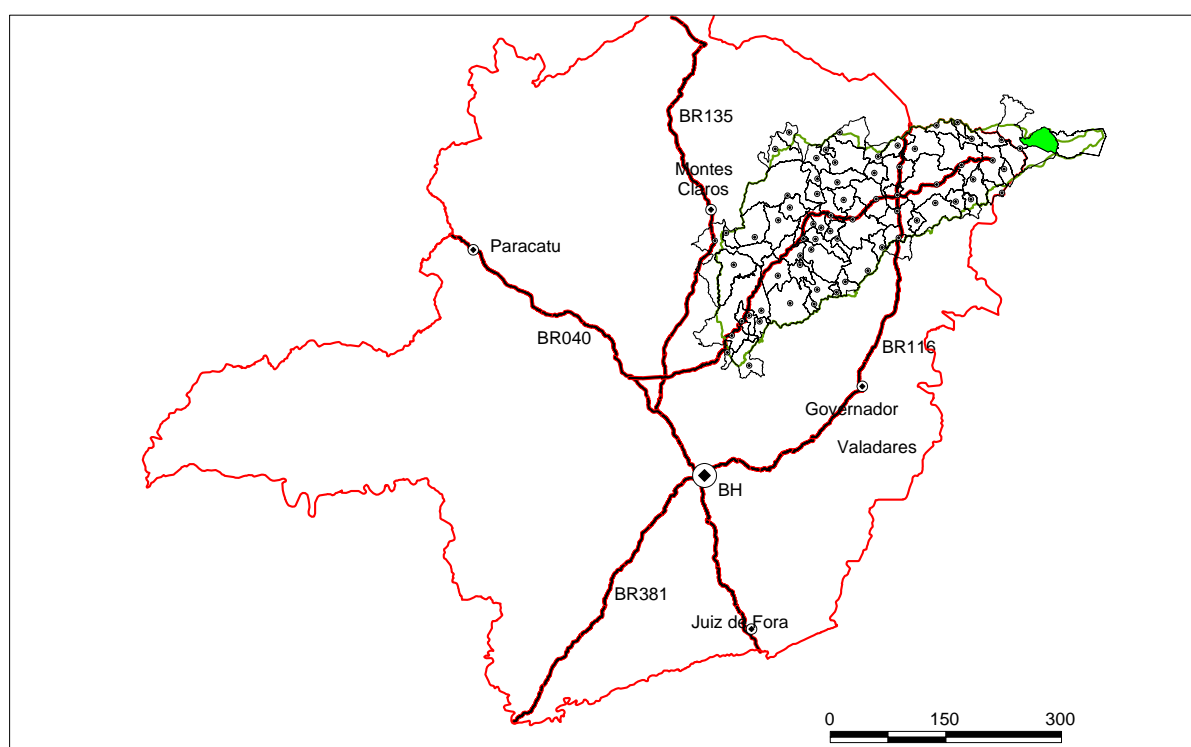 BR135
Montes
Claros
Paracatu
BR040
BR116
Governador
Valadares
BH
BR381
Juiz de Fora
0 150 300